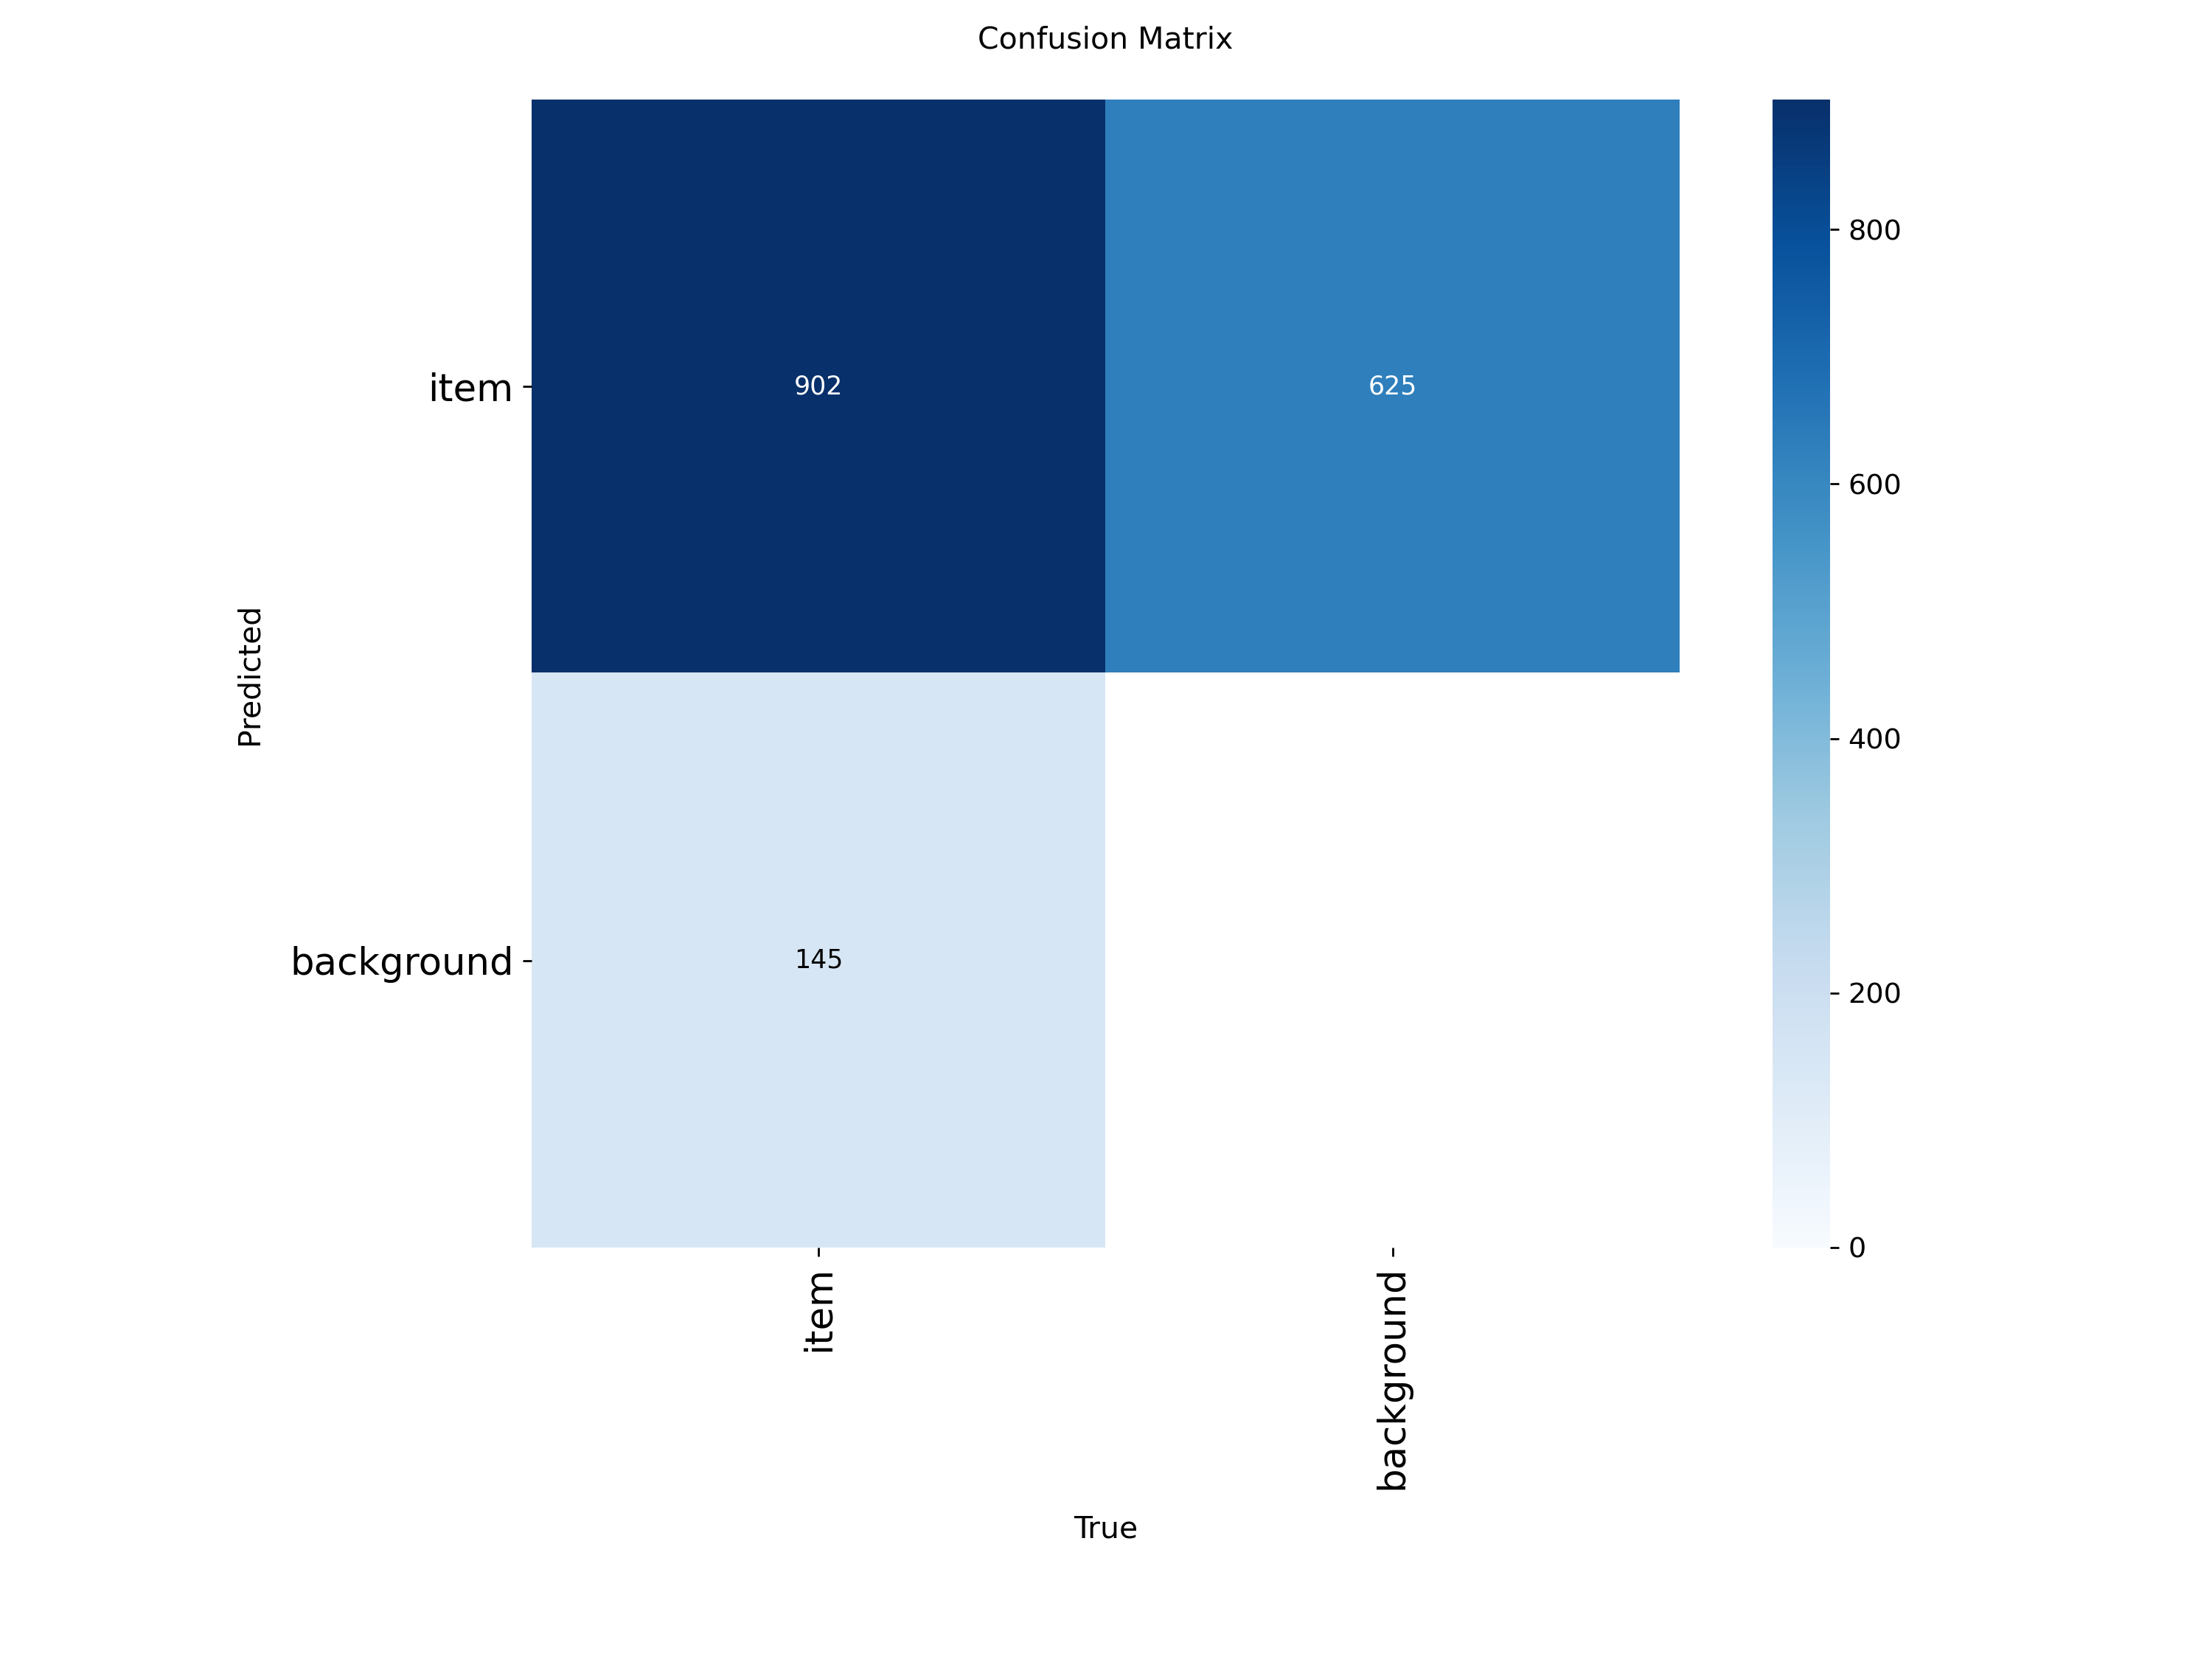 Confusion Matrix
item
902
625
background
145
Predicted
item
background
True
800
600
400
200
0